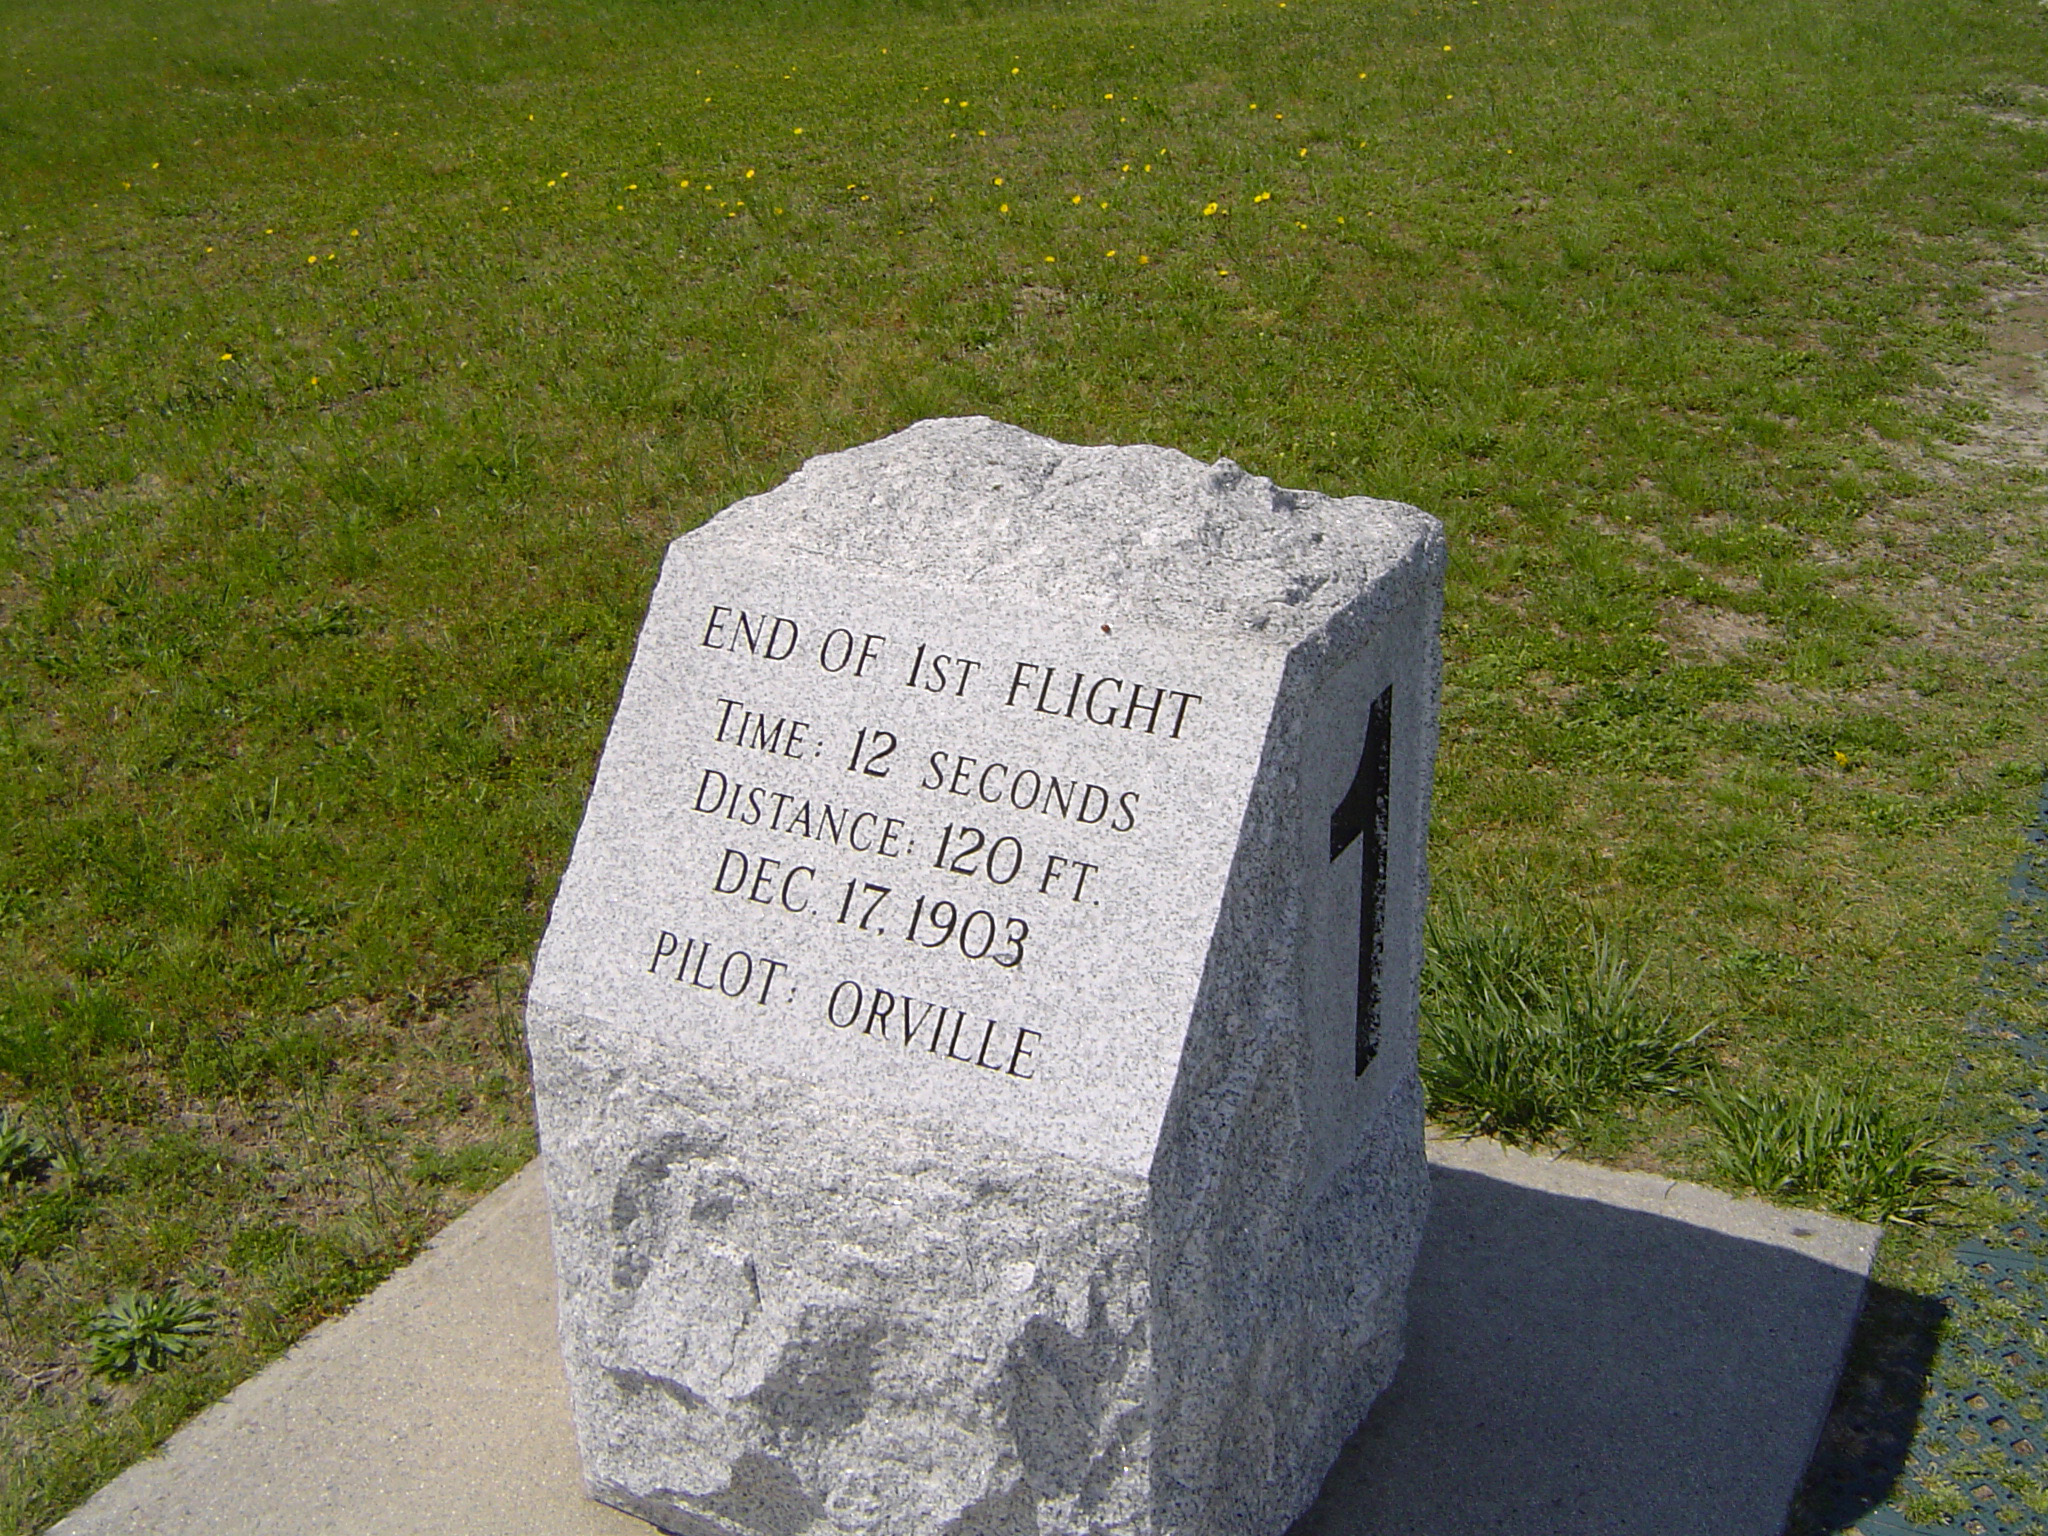 END OF 1ST FLIGHT
TIME: 12 SECONDS
DISTANCE: 120 FT.
DEC. 17, 1903
PILOT: ORVILLE
1